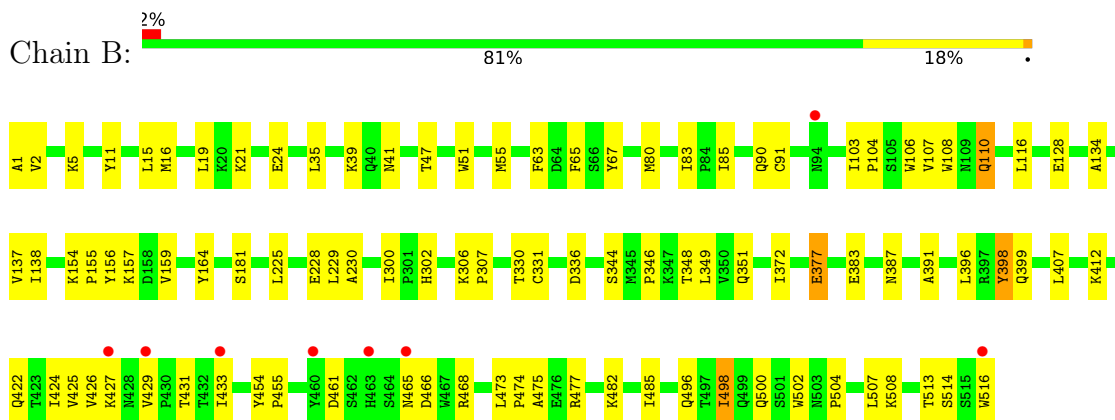 2%
Chain B:
81% 18% •
A1 V2 K5 Y11 L15 M16 L19 K20 K21 E24 L35 K39 Q40 N41 T47 W51 M55 F63 D64 F65 S66 Y67 M80 I83 P84 I85 Q90 C91 N94 I103 P104 S105 W106 V107 W108 N109 Q110 L116 E128 A134
V137 I138 K154 P155 Y156 K157 D158 V159 Y164 S181 L225 E228 L229 A230 I300 P301 H302 K306 P307 T330 C331 D336 S344 M345 P346 K347 T348 L349 V350 Q351 I372 E377 E383 N387 A391 L396 R397 Y398 Q399 L407 K412
Q422 T423 I424 V425 V426 K427 N428 V429 P430 T431 T432 I433 Y454 P455 Y460 D461 S462 H463 S464 N465 D466 W467 R468 L473 P474 A475 E476 R477 K482 I485 Q496 T497 I498 Q499 Q500 S501 W502 N503 P504 L507 K508 T513 S514 S515 W516